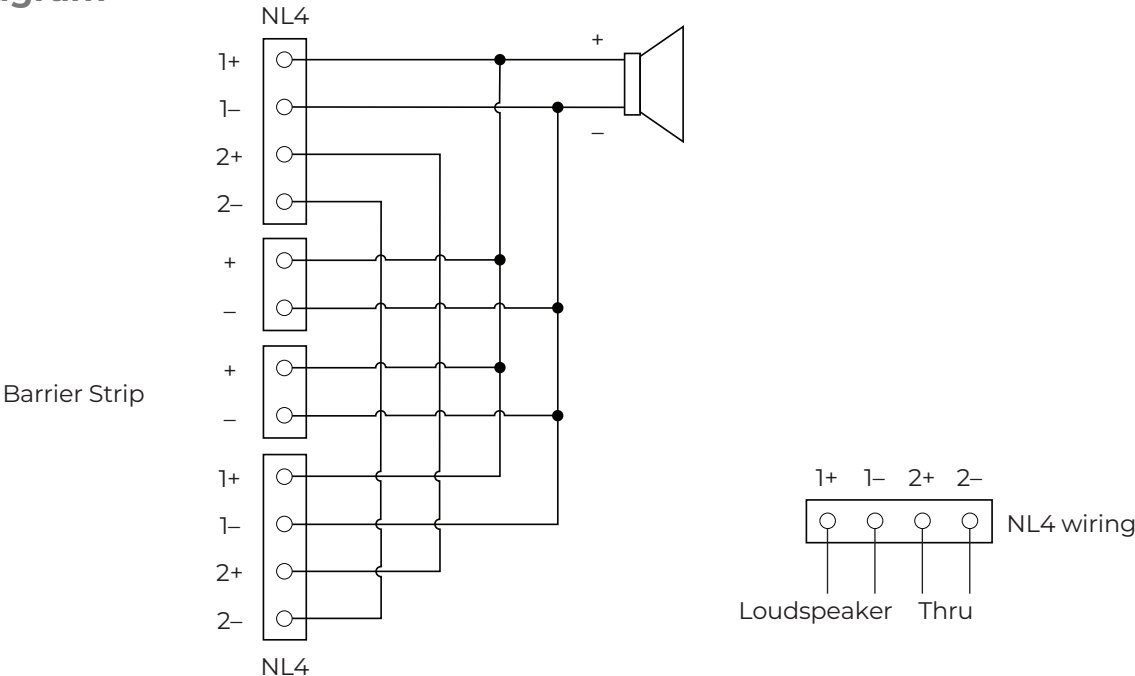 NL4
+
1+
1–
–
2+
2–
+
–
+
Barrier Strip
–
1+
1–
2+
2–
NL4
1+ 1– 2+ 2–
NL4 wiring
Loudspeaker Thru